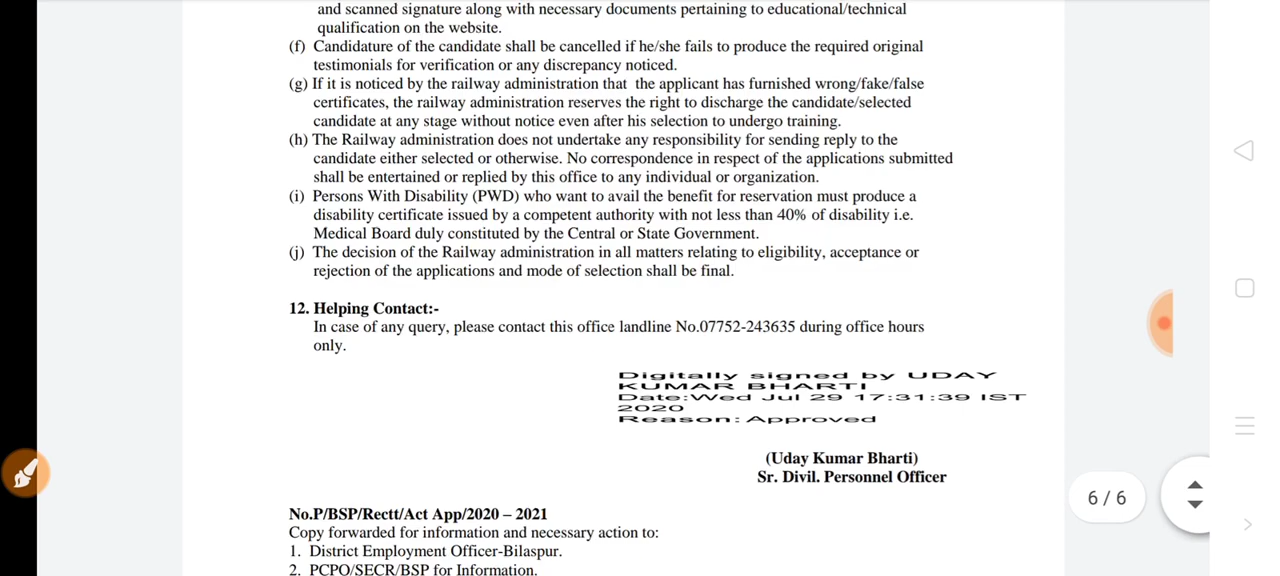 and scanned signature along with necessary documents pertaining to educational/technical
qualification on the website.
(f) Candidature of the candidate shall be cancelled if he/she fails to produce the required original
testimonials for verification or any discrepancy noticed.
(g) If it is noticed by the railway administration that the applicant has furnished wrong/fake/false
certificates, the railway administration reserves the right to discharge the candidate/selected
candidate at any stage without notice even after his selection to undergo training.
(h) The Railway administration does not undertake any responsibility for sending reply to the
candidate either selected or otherwise. No correspondence in respect of the applications submitted
shall be entertained or replied by this office to any individual or organization.
(i) Persons With Disability (PWD) who want to avail the benefit for reservation must produce a
disability certificate issued by a competent authority with not less than 40% of disability i.e.
Medical Board duly constituted by the Central or State Government.
(j) The decision of the Railway administration in all matters relating to eligibility, acceptance or
rejection of the applications and mode of selection shall be final.
12. Helping Contact:-
In case of any query, please contact this office landline No.07752-243635 during office hours
only.
Digitally signed by UDAY
KUMAR BHARTI
Date:Wed Jul 29 17:31:39 IST
2020
Reason: Approved
(Uday Kumar Bharti)
Sr. Divil. Personnel Officer
6 / 6
No.P/BSP/Rectt/Act App/2020 – 2021
Copy forwarded for information and necessary action to:
1. District Employment Officer-Bilaspur.
2. PCPO/SECR/BSP for Information.